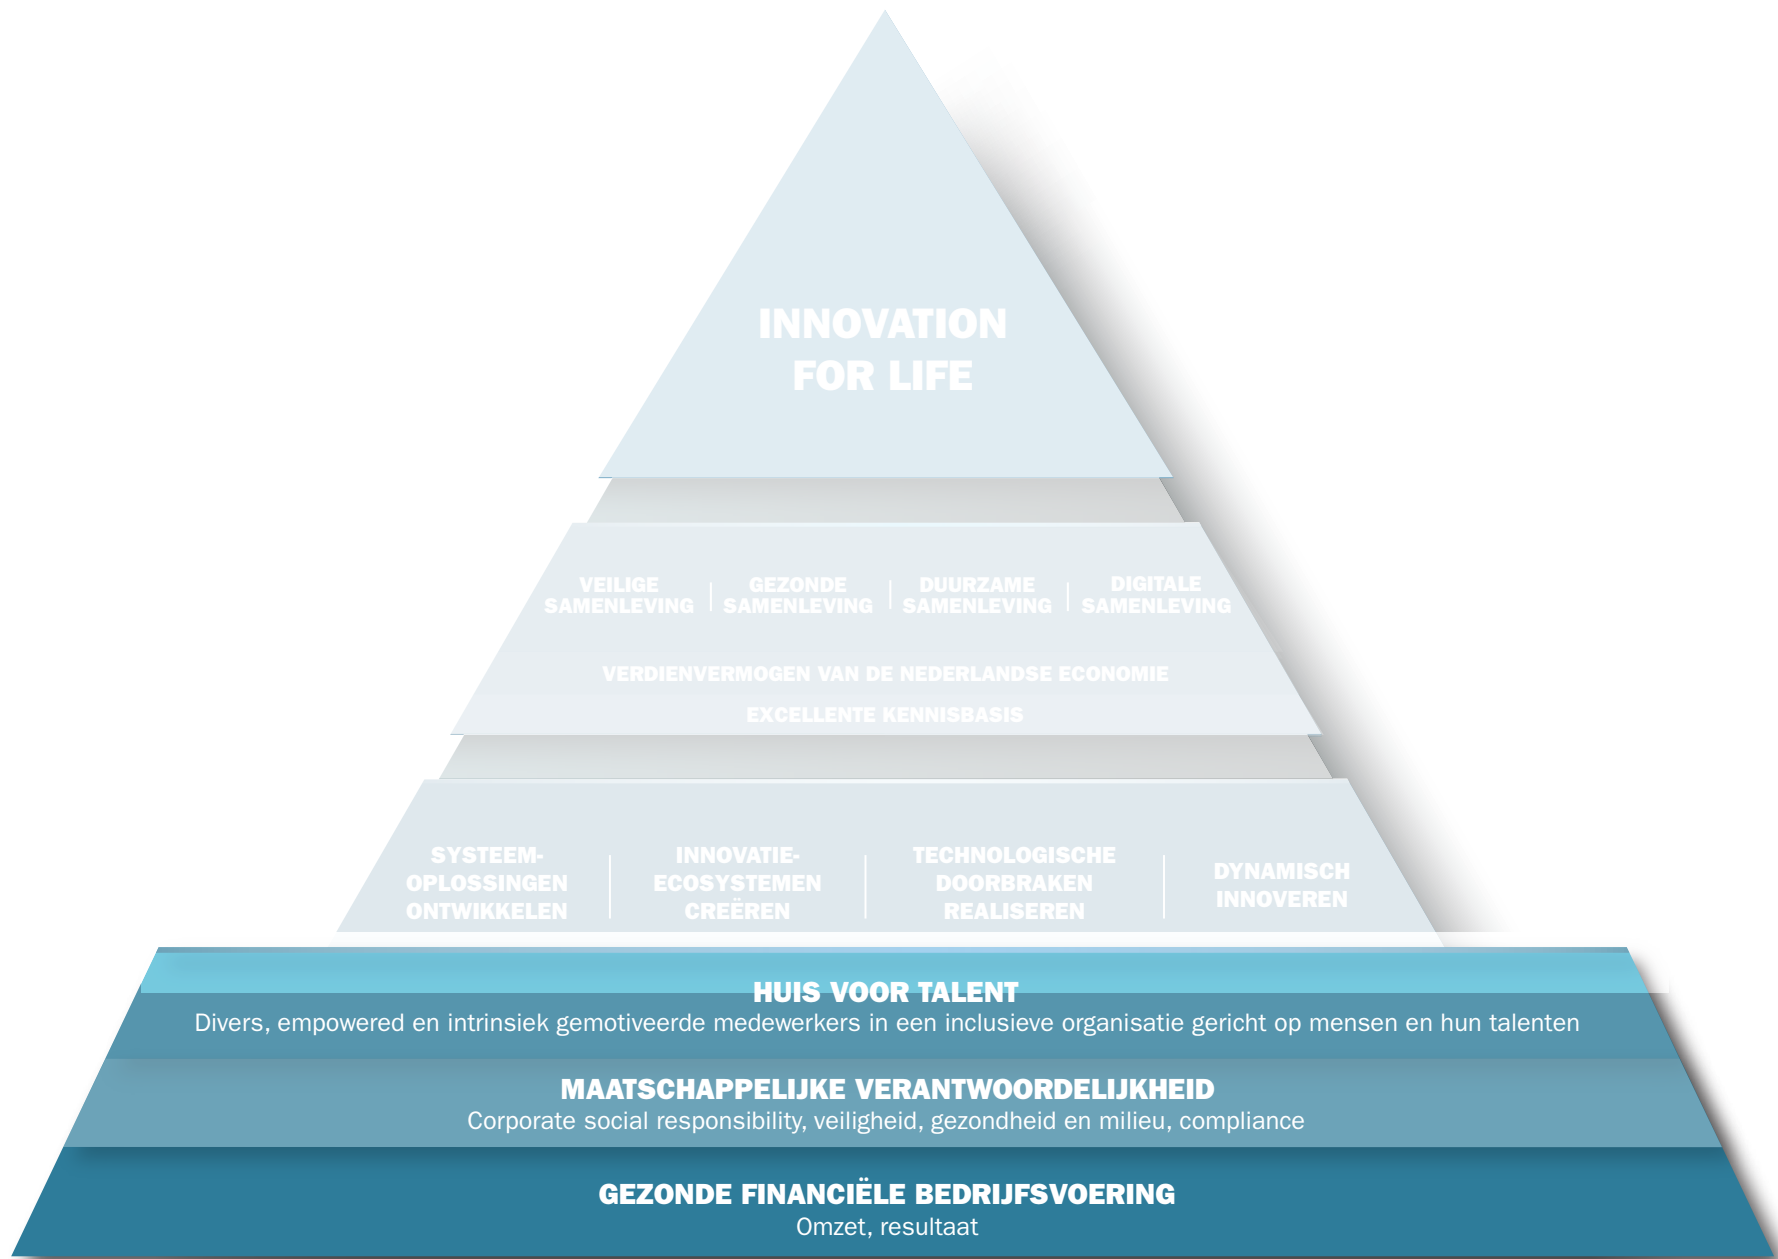 INNOVATION
FOR LIFE
VEILIGE
SAMENLEVING
GEZONDE
SAMENLEVING
DUURZAME
SAMENLEVING
DIGITALE
SAMENLEVING
VERDIENVERMOGEN VAN DE NEDERLANDSE ECONOMIE
EXCELLENTE KENNISBASIS
SYSTEEM-
OPLOSSINGEN
ONTWIKKELEN
INNOVATIE-
ECOSYSTEMEN
CREËREN
TECHNOLOGISCHE
DOORBRAKEN
REALISEREN
DYNAMISCH
INNOVEREN
HUIS VOOR TALENT
Divers, empowered en intrinsiek gemotiveerde medewerkers in een inclusieve organisatie gericht op mensen en hun talenten
MAATSCHAPPELIJKE VERANTWOORDELIJKHEID
Corporate social responsibility, veiligheid, gezondheid en milieu, compliance
GEZONDE FINANCIËLE BEDRIJFSVOERING
Omzet, resultaat